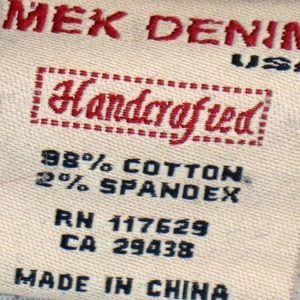 MEK DENIM
USA
Handcrafted
98% COTTON
2% SPANDEX
RN 117629
CA 29438
MADE IN CHINA